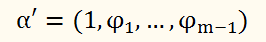 α′ = (1, φ₁, … , φₘ₋₁)